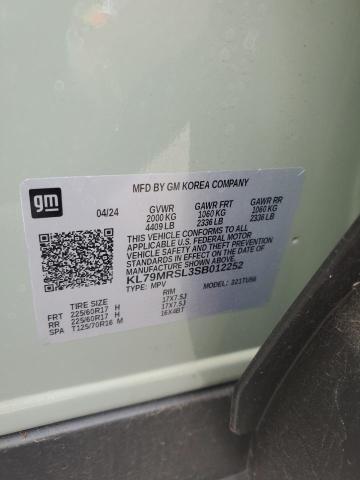 gm
MFD BY GM KOREA COMPANY
04/24 GVWR GAWR FRT GAWR RR
2000 KG 1060 KG 1060 KG
4409 LB 2336 LB 2336 LB
THIS VEHICLE CONFORMS TO ALL
APPLICABLE U.S. FEDERAL MOTOR
VEHICLE SAFETY AND THEFT PREVENTION
STANDARDS IN EFFECT ON THE DATE OF
MANUFACTURE SHOWN ABOVE.
KL79MRSL3SB012252
TYPE: MPV MODEL:
TIRE SIZE RIM
FRT 225/60R17 H 17X7.5J
RR 225/60R17 H 17X7.5J
SPA T125/70R16 M 16X4BT